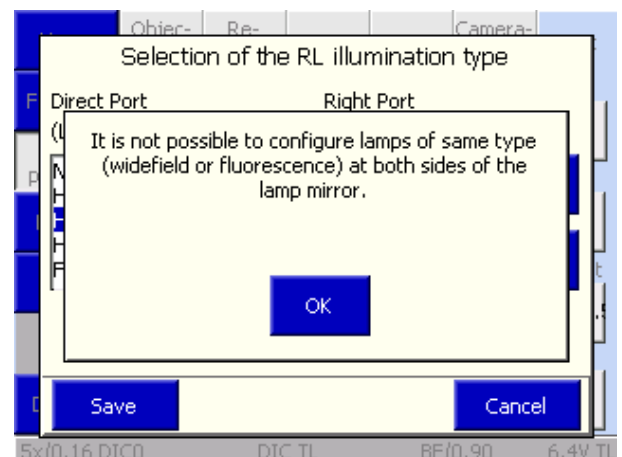 Objec-
Re-
Camera-
Selection of the RL illumination type
Direct Port
Right Port
It is not possible to configure lamps of same type
(widefield or fluorescence) at both sides of the
lamp mirror.
OK
Save
Cancel
5x/0.16 DIC0
DIC TL
BF/0.90
6.4V TL